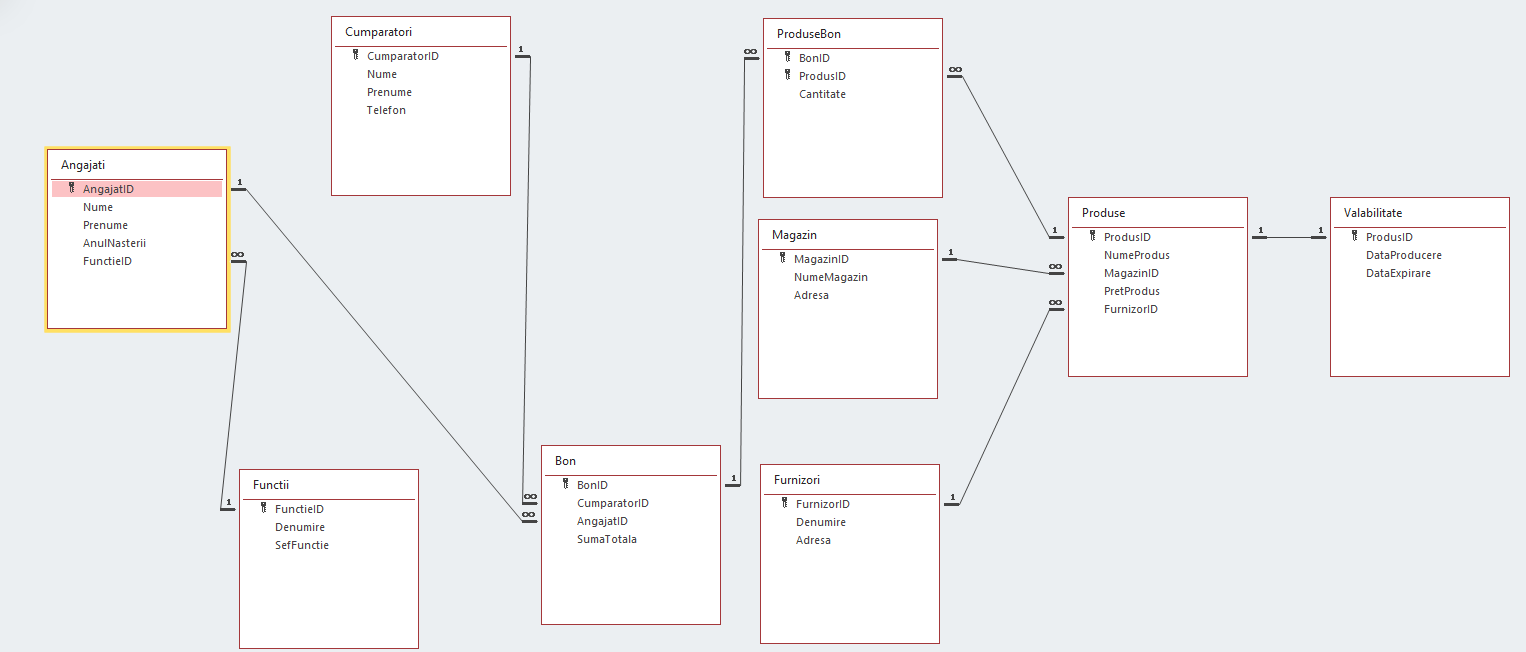 Cumparatori
CumparatorID
Nume
Prenume
Telefon
1
ProduseBon
BonID
ProdusID
Cantitate
∞
∞
Angajati
AngajatID
Nume
Prenume
AnulNasterii
FunctieID
1
∞
Magazin
MagazinID
NumeMagazin
Adresa
1
Produse
ProdusID
NumeProdus
MagazinID
PretProdus
FurnizorID
1
∞
∞
1
1
Valabilitate
ProdusID
DataProducere
DataExpirare
Functii
FunctieID
Denumire
SefFunctie
1
Bon
BonID
CumparatorID
AngajatID
SumaTotala
∞
∞
1
Furnizori
FurnizorID
Denumire
Adresa
1